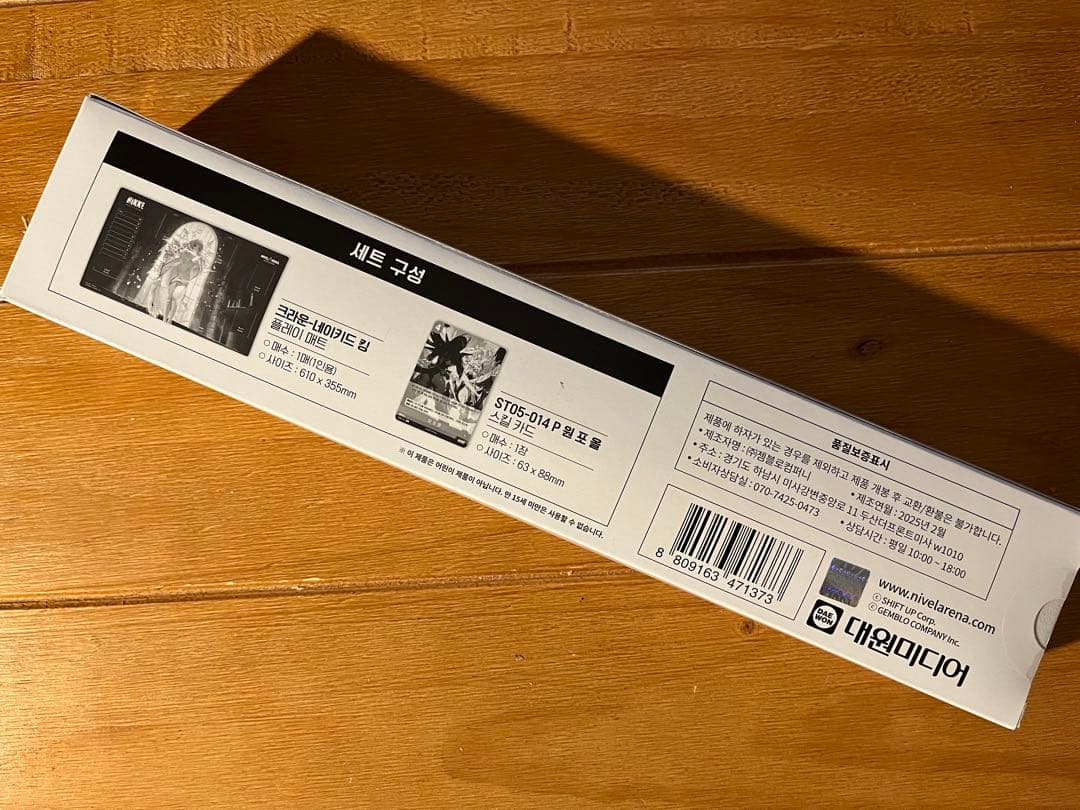 세트 구성
NIKKE
크라운-네이키드 킹
플레이 매트
○ 매수 : 1매(1인용)
○ 사이즈 : 610 x 355mm
ST05-014 P 원 포 올
스킬 카드
○ 매수 : 1장
○ 사이즈 : 63 x 88mm
※ 이 제품은 어린이 제품이 아닙니다. 만 15세 미만은 사용할 수 없습니다.
품질보증표시
제품에 하자가 있는 경우를 제외하고 제품 개봉 후 교환/환불은 불가합니다.
• 제조자명 : ㈜젬블로컴퍼니 • 제조연월 : 2025년 2월
• 주소 : 경기도 하남시 미사강변중앙로 11 두산더프론트미사 w1010
• 소비자상담실 : 070-7425-0473 • 상담시간 : 평일 10:00 ~ 18:00
8 809163 471373
www.nivelarena.com
ⓒ SHIFT UP Corp.
ⓒ GEMBLO COMPANY Inc.
DAE WON
대원미디어